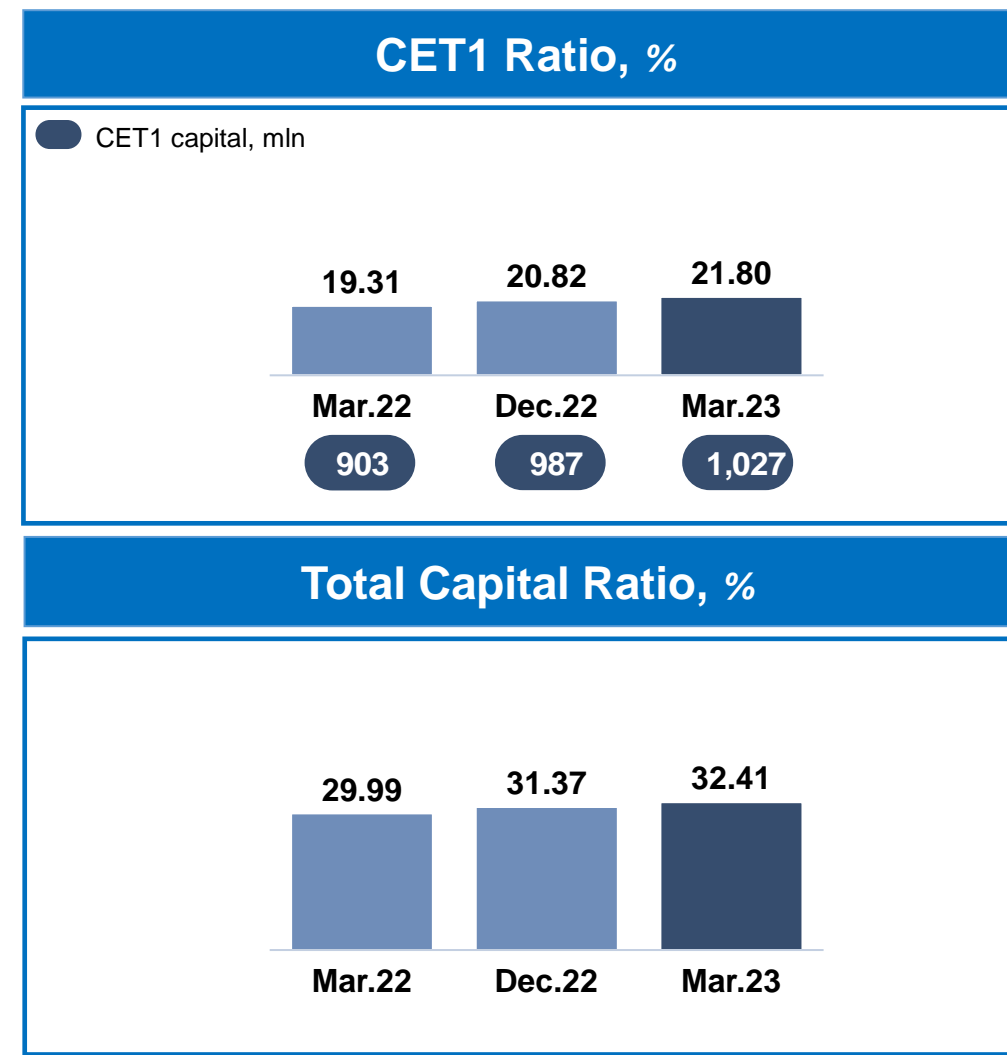 CET1 Ratio, %
CET1 capital, mln
19.31 20.82 21.80
Mar.22 Dec.22 Mar.23
903 987 1,027
Total Capital Ratio, %
29.99 31.37 32.41
Mar.22 Dec.22 Mar.23